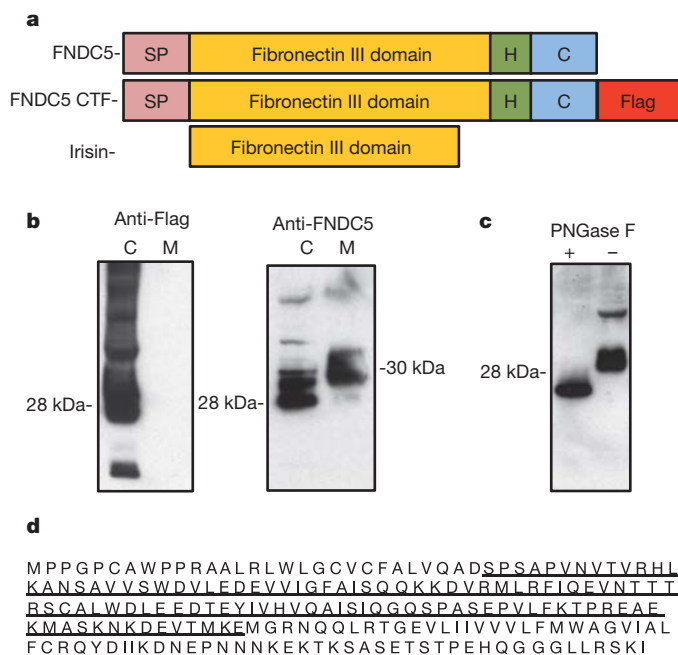 a
FNDC5- SP Fibronectin III domain H C
FNDC5 CTF- SP Fibronectin III domain H C Flag
Irisin- Fibronectin III domain
b
Anti-Flag
C M
28 kDa-
Anti-FNDC5
C M
-30 kDa
28 kDa-
c
PNGase F
+ –
28 kDa-
d
MPPGPCAWPPRAALRLWLGCVCFALVQADSPSAPVNVTVRHL
KANSAVVSWDVLEDEVVIGFAISQQKKDVRMLRFIQEVNTTT
RSCALWDLEEDTEYIVHVQAISIQGQSPASEPVLFKTPREAE
KMASKNKDEVTMKEMGRNQQLRTGEVLIIVVVLFMWAGVIAL
FCRQYDIIKDNEPNNNKEKTKSASETSTPEHQGGGLLRSKI